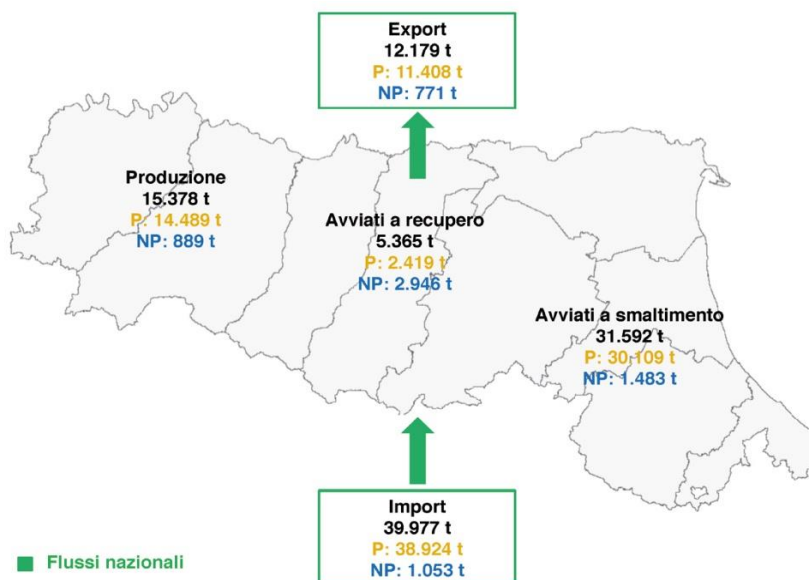 Export
12.179 t
P: 11.408 t
NP: 771 t
Produzione
15.378 t
P: 14.489 t
NP: 889 t
Avviati a recupero
5.365 t
P: 2.419 t
NP: 2.946 t
Avviati a smaltimento
31.592 t
P: 30.109 t
NP: 1.483 t
Import
39.977 t
P: 38.924 t
NP: 1.053 t
Flussi nazionali